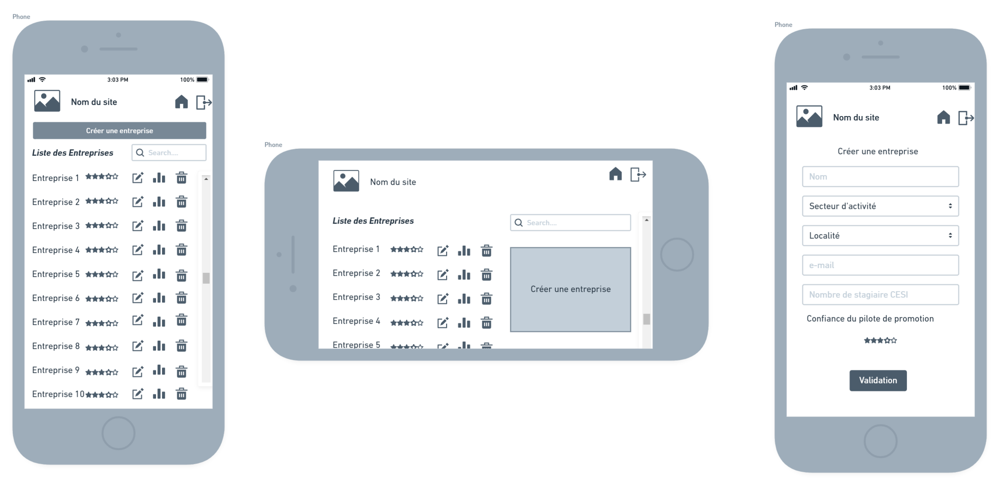 Phone
3:03 PM 100%
Nom du site
Créer une entreprise
Liste des Entreprises Search....
Entreprise 1
Entreprise 2
Entreprise 3
Entreprise 4
Entreprise 5
Entreprise 6
Entreprise 7
Entreprise 8
Entreprise 9
Entreprise 10
Phone
Nom du site
Liste des Entreprises Search....
Entreprise 1
Entreprise 2
Entreprise 3
Entreprise 4
Entreprise 5
Créer une entreprise
Phone
3:03 PM 100%
Nom du site
Créer une entreprise
Nom
Secteur d'activité
Localité
e-mail
Nombre de stagiaire CESI
Confiance du pilote de promotion
Validation